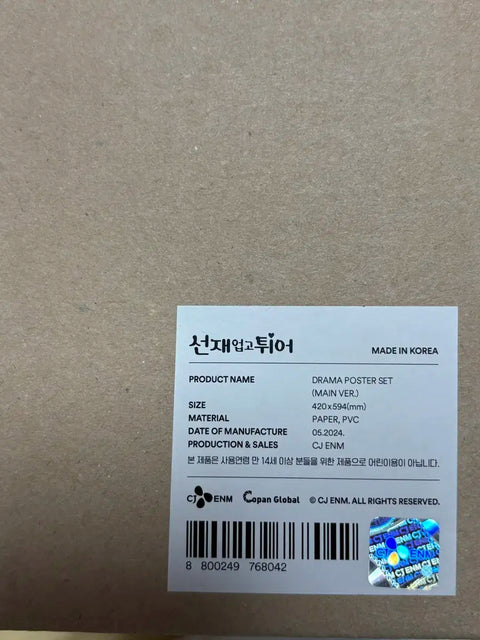 선재업고튀어
MADE IN KOREA
PRODUCT NAME DRAMA POSTER SET
(MAIN VER.)
SIZE 420x594(mm)
MATERIAL PAPER, PVC
DATE OF MANUFACTURE 05.2024.
PRODUCTION & SALES CJ ENM
본 제품은 사용연령 만 14세 이상 분들을 위한 제품으로 어린이용이 아닙니다.
CJ ENM Copan Global © CJ ENM. ALL RIGHTS RESERVED.
8 800249 768042
CJ ENM